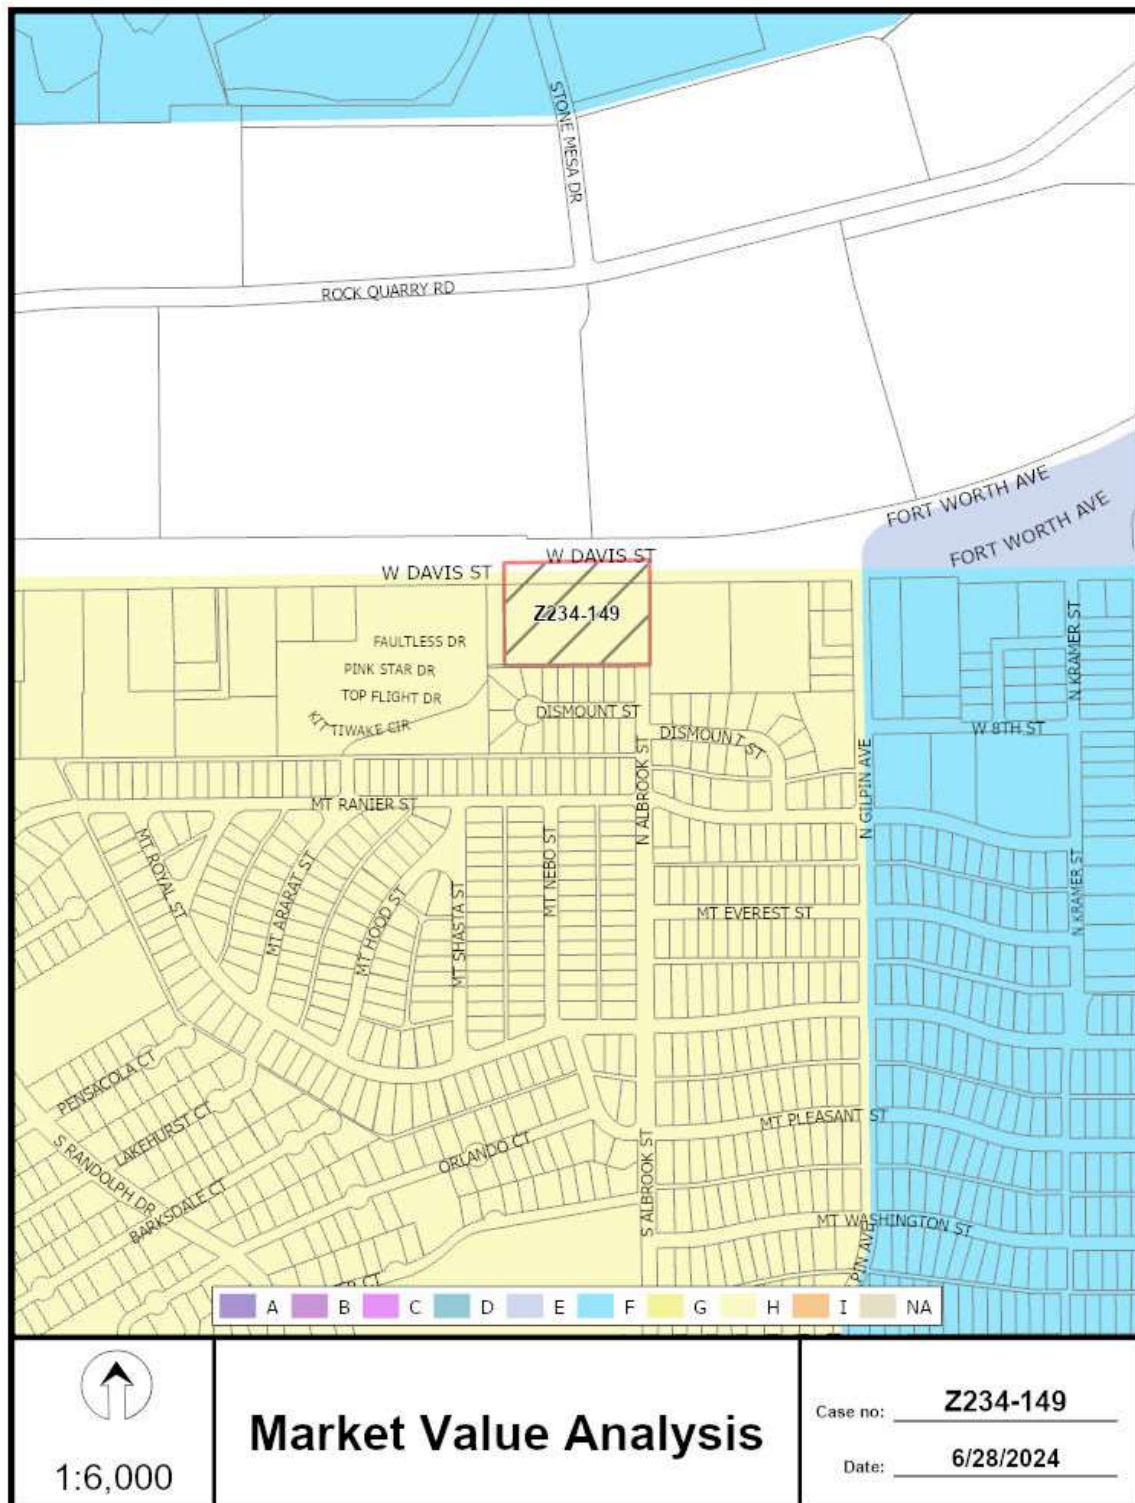 STONE MESA DR
ROCK QUARRY RD
FORT WORTH AVE
FORT WORTH AVE
W DAVIS ST
W DAVIS ST
Z234-149
FAULTLESS DR
PINK STAR DR
TOP FLIGHT DR
KITTIWAKE CIR
DISMOUNT ST
DISMOUNT ST
N KRAMER ST
W 8TH ST
N ALBROOK ST
N GILPIN AVE
MT RANIER ST
MT ROYAL ST
MT ARARAT ST
MT HOOD ST
MT SHASTA ST
MT NEBO ST
MT EVEREST ST
N KRAMER ST
PENSACOLA CT
LAKEHURST CT
S RANDOLPH DR
BARKSDALE CT
ORLANDO CT
S ALBROOK ST
MT PLEASANT ST
MT WASHINGTON ST
PIN AVE
A B C D E F G H I NA
1:6,000
Market Value Analysis
Case no: Z234-149
Date: 6/28/2024